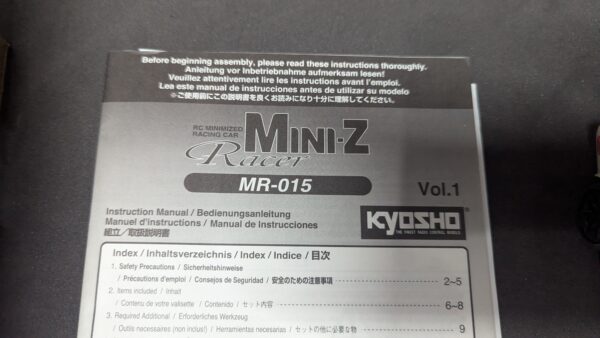 Before beginning assembly, please read these instructions thoroughly.
Anleitung vor Inbetriebnahme aufmerksam lesen!
Veuillez attentivement lire les instructions avant l'emploi.
Lea este manual de instrucciones antes de utilizar su modelo
※ご使用前にこの説明書を良くお読みになり十分に理解してください。
RC MINIMIZED
RACING CAR
MINI-Z
Racer
MR-015
Vol.1
Instruction Manual / Bedienungsanleitung
Manuel d'instructions / Manual de Instrucciones
組立／取扱説明書
KYOSHO
THE FINEST RADIO CONTROL MODELS
Index / Inhaltsverzeichnis / Index / Indice / 目次
1. Safety Precautions / Sicherheitshinweise
/ Précautions d'emploi / Consejos de Seguridad / 安全のための注意事項 2~5
2. Items included / Inhalt
/ Contenu de votre valisette / Contenido / セット内容 6~8
3. Required Additional / Erforderliches Werkzeug
/ Outils necessaires (non inclus!) / Herramientas necesarias / セットの他に必要な物 9